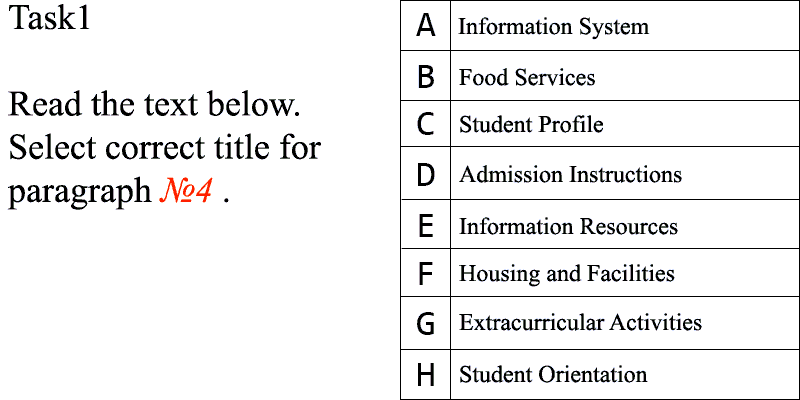 Task1
Read the text below.
Select correct title for
paragraph №4 .
A Information System
B Food Services
C Student Profile
D Admission Instructions
E Information Resources
F Housing and Facilities
G Extracurricular Activities
H Student Orientation